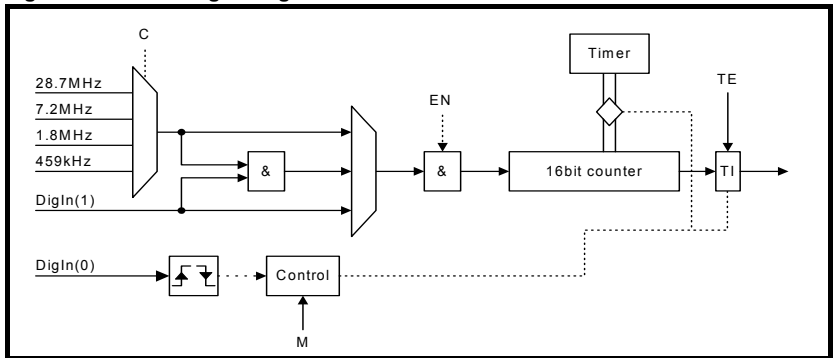 C
Timer
28.7MHz
TE
7.2MHz
EN
1.8MHz
459kHz
&
&
16bit counter
TI
DigIn(1)
DigIn(0)
Control
M